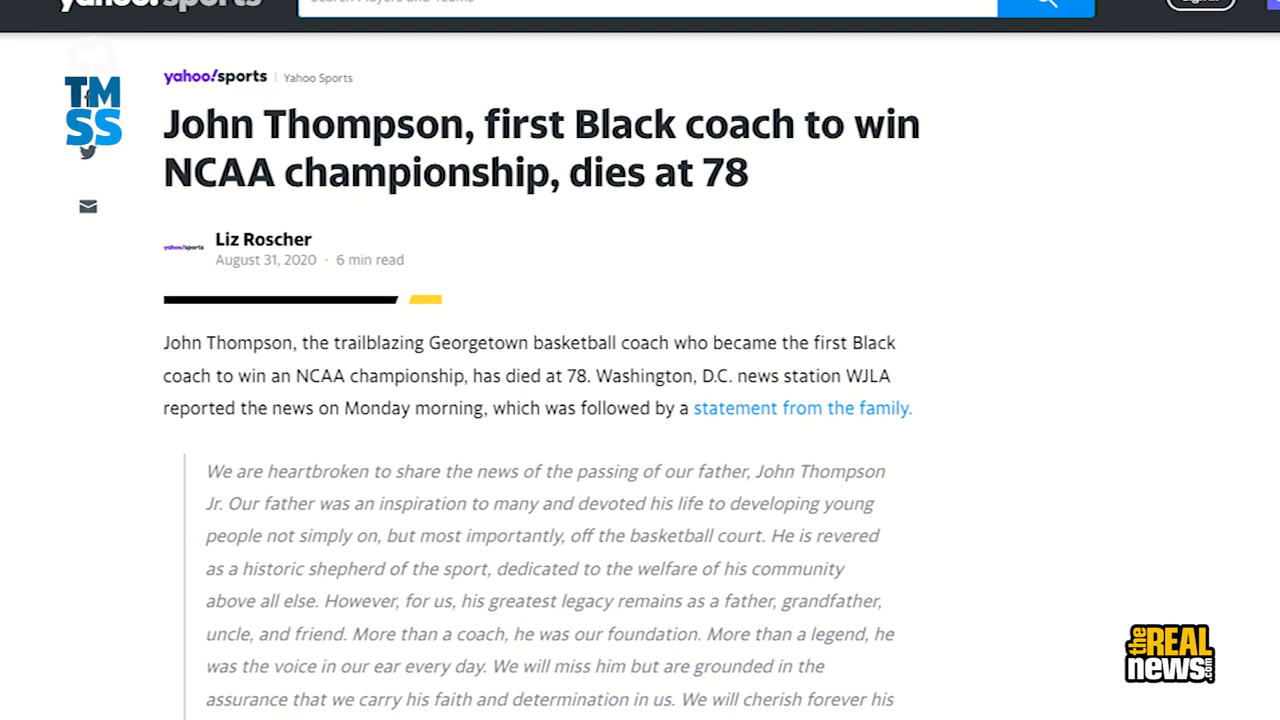 yahoo!sports
Search Players and Teams
yahoo!sports Yahoo Sports
TM
SS
John Thompson, first Black coach to win
NCAA championship, dies at 78
yahoo!sports
Liz Roscher
August 31, 2020 · 6 min read
John Thompson, the trailblazing Georgetown basketball coach who became the first Black
coach to win an NCAA championship, has died at 78. Washington, D.C. news station WJLA
reported the news on Monday morning, which was followed by a statement from the family.
We are heartbroken to share the news of the passing of our father, John Thompson
Jr. Our father was an inspiration to many and devoted his life to developing young
people not simply on, but most importantly, off the basketball court. He is revered
as a historic shepherd of the sport, dedicated to the welfare of his community
above all else. However, for us, his greatest legacy remains as a father, grandfather,
uncle, and friend. More than a coach, he was our foundation. More than a legend, he
was the voice in our ear every day. We will miss him but are grounded in the
assurance that we carry his faith and determination in us. We will cherish forever his
the REAL
news.com